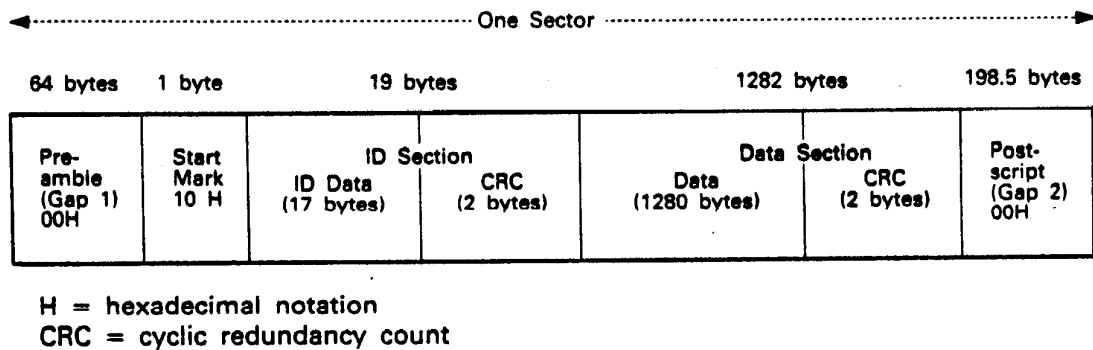 One Sector
64 bytes 1 byte 19 bytes 1282 bytes 198.5 bytes
Pre-
amble
(Gap 1)
00H
Start
Mark
10 H
ID Section
ID Data
(17 bytes)
CRC
(2 bytes)
Data Section
Data
(1280 bytes)
CRC
(2 bytes)
Post-
script
(Gap 2)
00H
H = hexadecimal notation
CRC = cyclic redundancy count